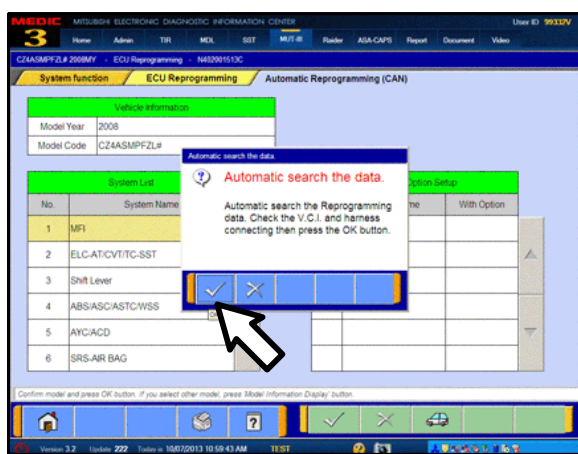 MEDIC MITSUBISHI ELECTRONIC DIAGNOSTIC INFORMATION CENTER User ID 99337V
3 Home Admin TIR MDL SST MUT-III Raider ASA-CAPS Report Document Video
CZ4ASMPFZL# 2008MY - ECU Reprogramming - N402001513C
System function ECU Reprogramming Automatic Reprogramming (CAN)
Vehicle Information
Model Year 2008
Model Code CZ4ASMPFZL#
Automatic search the data.
Automatic search the data.
Automatic search the Reprogramming
data. Check the V.C.I. and harness
connecting then press the OK button.
System List Option Setup
No. System Name me With Option
1 MFI
2 ELC-AT/CVT/TC-SST
3 Shift Lever
4 ABS/ASC/ASTC/WSS
5 AYC/ACD
6 SRS-AIR BAG
Confirm model and press OK button. If you select other model, press 'Model Information Display' button.
Version 3.2 Update 222 Today is 10/07/2013 10:59:43 AM TEST